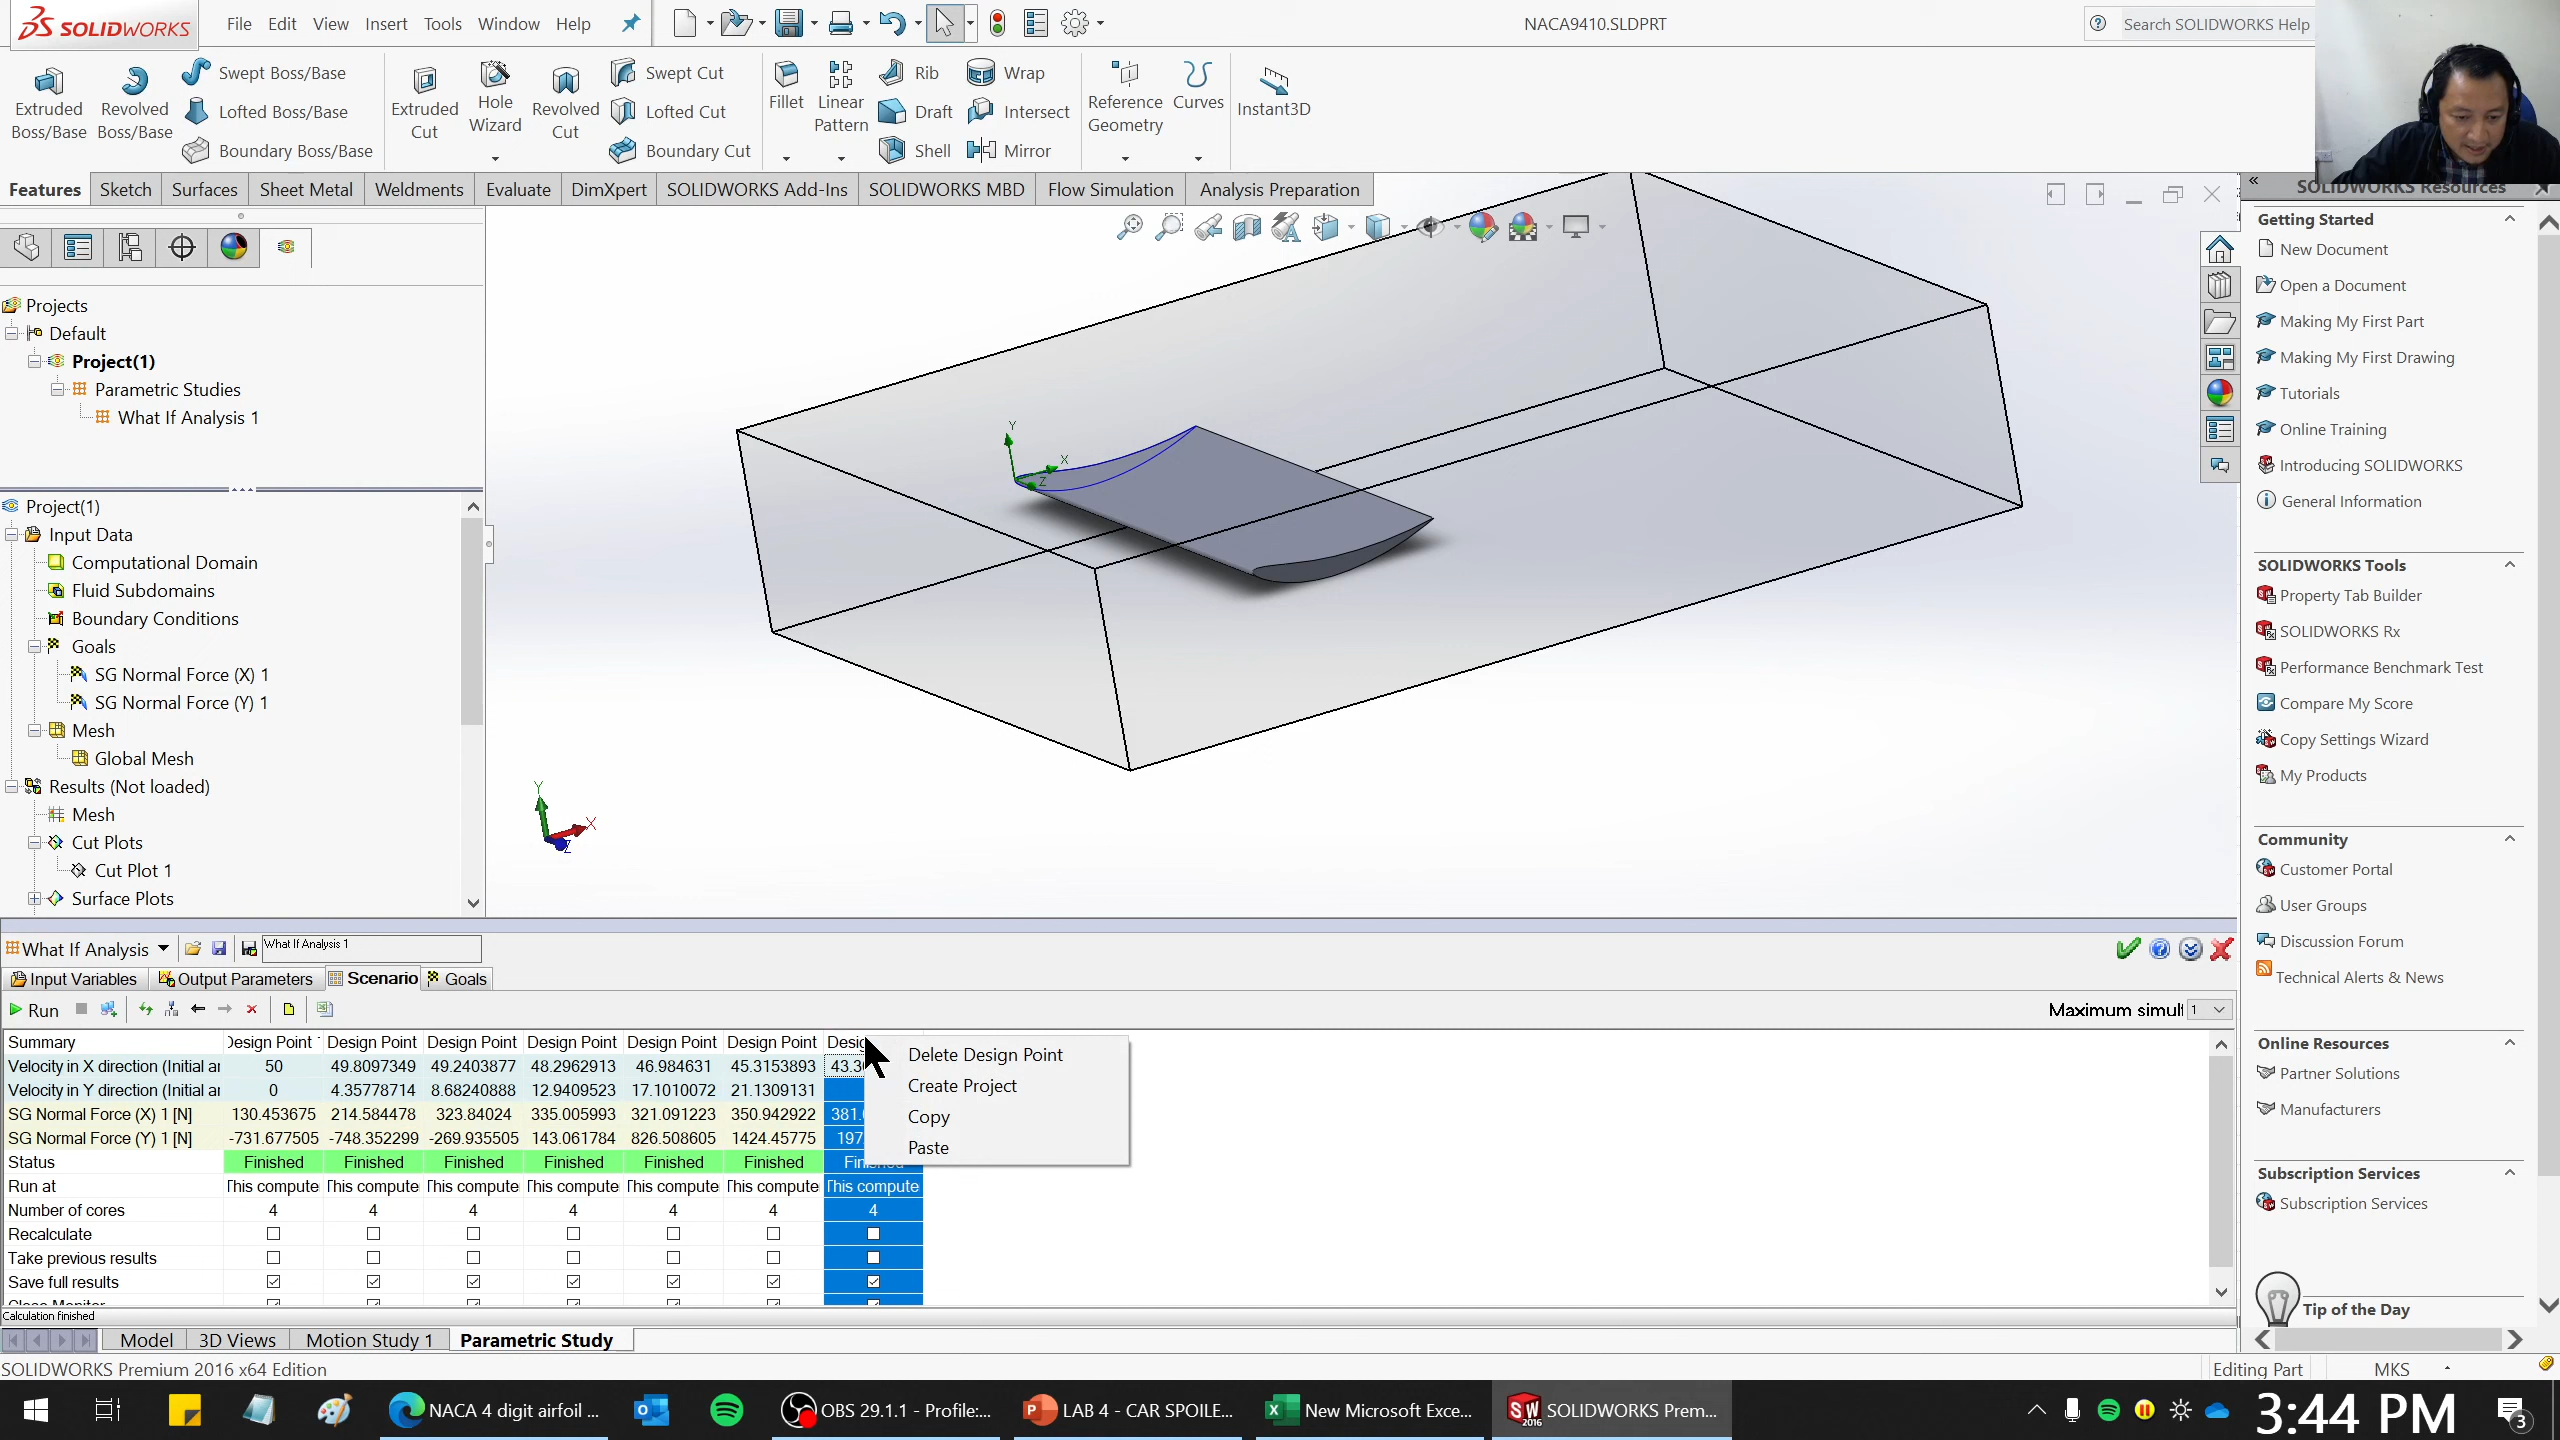 SOLIDWORKS
File Edit View Insert Tools Window Help
NACA9410.SLDPRT
Search SOLIDWORKS Help
Extruded Boss/Base
Revolved Boss/Base
Swept Boss/Base
Lofted Boss/Base
Boundary Boss/Base
Extruded Cut
Hole Wizard
Revolved Cut
Swept Cut
Lofted Cut
Boundary Cut
Fillet
Linear Pattern
Rib
Draft
Shell
Wrap
Intersect
Mirror
Reference Geometry
Curves
Instant3D
Features Sketch Surfaces Sheet Metal Weldments Evaluate DimXpert SOLIDWORKS Add-Ins SOLIDWORKS MBD Flow Simulation Analysis Preparation
Projects
Default
Project(1)
Parametric Studies
What If Analysis 1
Project(1)
Input Data
Computational Domain
Fluid Subdomains
Boundary Conditions
Goals
SG Normal Force (X) 1
SG Normal Force (Y) 1
Mesh
Global Mesh
Results (Not loaded)
Mesh
Cut Plots
Cut Plot 1
Surface Plots
Y
X
Z
Y
X
Z
SOLIDWORKS Resources
Getting Started
New Document
Open a Document
Making My First Part
Making My First Drawing
Tutorials
Online Training
Introducing SOLIDWORKS
General Information
SOLIDWORKS Tools
Property Tab Builder
SOLIDWORKS Rx
Performance Benchmark Test
Compare My Score
Copy Settings Wizard
My Products
Community
Customer Portal
User Groups
Discussion Forum
Technical Alerts & News
Online Resources
Partner Solutions
Manufacturers
Subscription Services
Subscription Services
Tip of the Day
What If Analysis
What If Analysis 1
Input Variables Output Parameters Scenario Goals
Run
Maximum simul 1
Summary Design Point Design Point Design Point Design Point Design Point Design Point Desig
Velocity in X direction (Initial ar 50 49.8097349 49.2403877 48.2962913 46.984631 45.3153893 43.3
Velocity in Y direction (Initial ar 0 4.35778714 8.68240888 12.9409523 17.1010072 21.1309131
SG Normal Force (X) 1 [N] 130.453675 214.584478 323.84024 335.005993 321.091223 350.942922 381.
SG Normal Force (Y) 1 [N] -731.677505 -748.352299 -269.935505 143.061784 826.508605 1424.45775 197
Status Finished Finished Finished Finished Finished Finished Finished
Run at This compute This compute This compute This compute This compute This compute This compute
Number of cores 4 4 4 4 4 4 4
Recalculate
Take previous results
Save full results
Close Monitor
Delete Design Point
Create Project
Copy
Paste
Calculation finished
Model 3D Views Motion Study 1 Parametric Study
SOLIDWORKS Premium 2016 x64 Edition
Editing Part MKS
NACA 4 digit airfoil ...
OBS 29.1.1 - Profile:...
LAB 4 - CAR SPOILE...
New Microsoft Exce...
SOLIDWORKS Prem...
3:44 PM
3